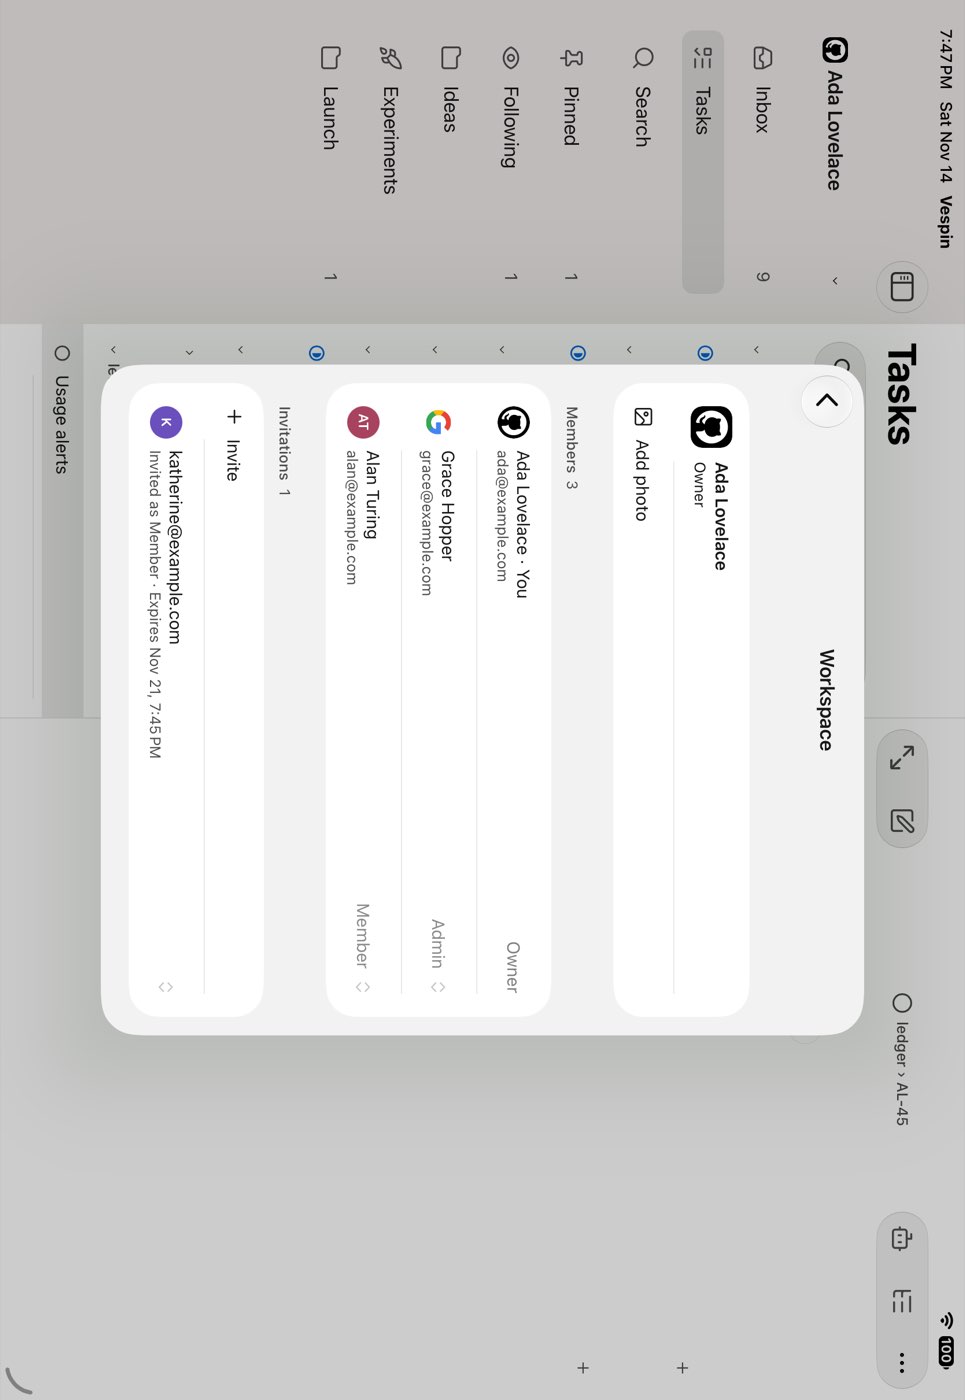 7:47 PM Sat Nov 14 Vespin
100
Ada Lovelace
Inbox 9
Tasks
Search
Pinned 1
Following 1
Ideas
Experiments
Launch 1
Tasks
le
Usage alerts
ledger › AL-45
Workspace
Ada Lovelace
Owner
Add photo
Members 3
Ada Lovelace · You
ada@example.com
Owner
Grace Hopper
grace@example.com
Admin
AT
Alan Turing
alan@example.com
Member
Invitations 1
Invite
K
katherine@example.com
Invited as Member · Expires Nov 21, 7:45 PM